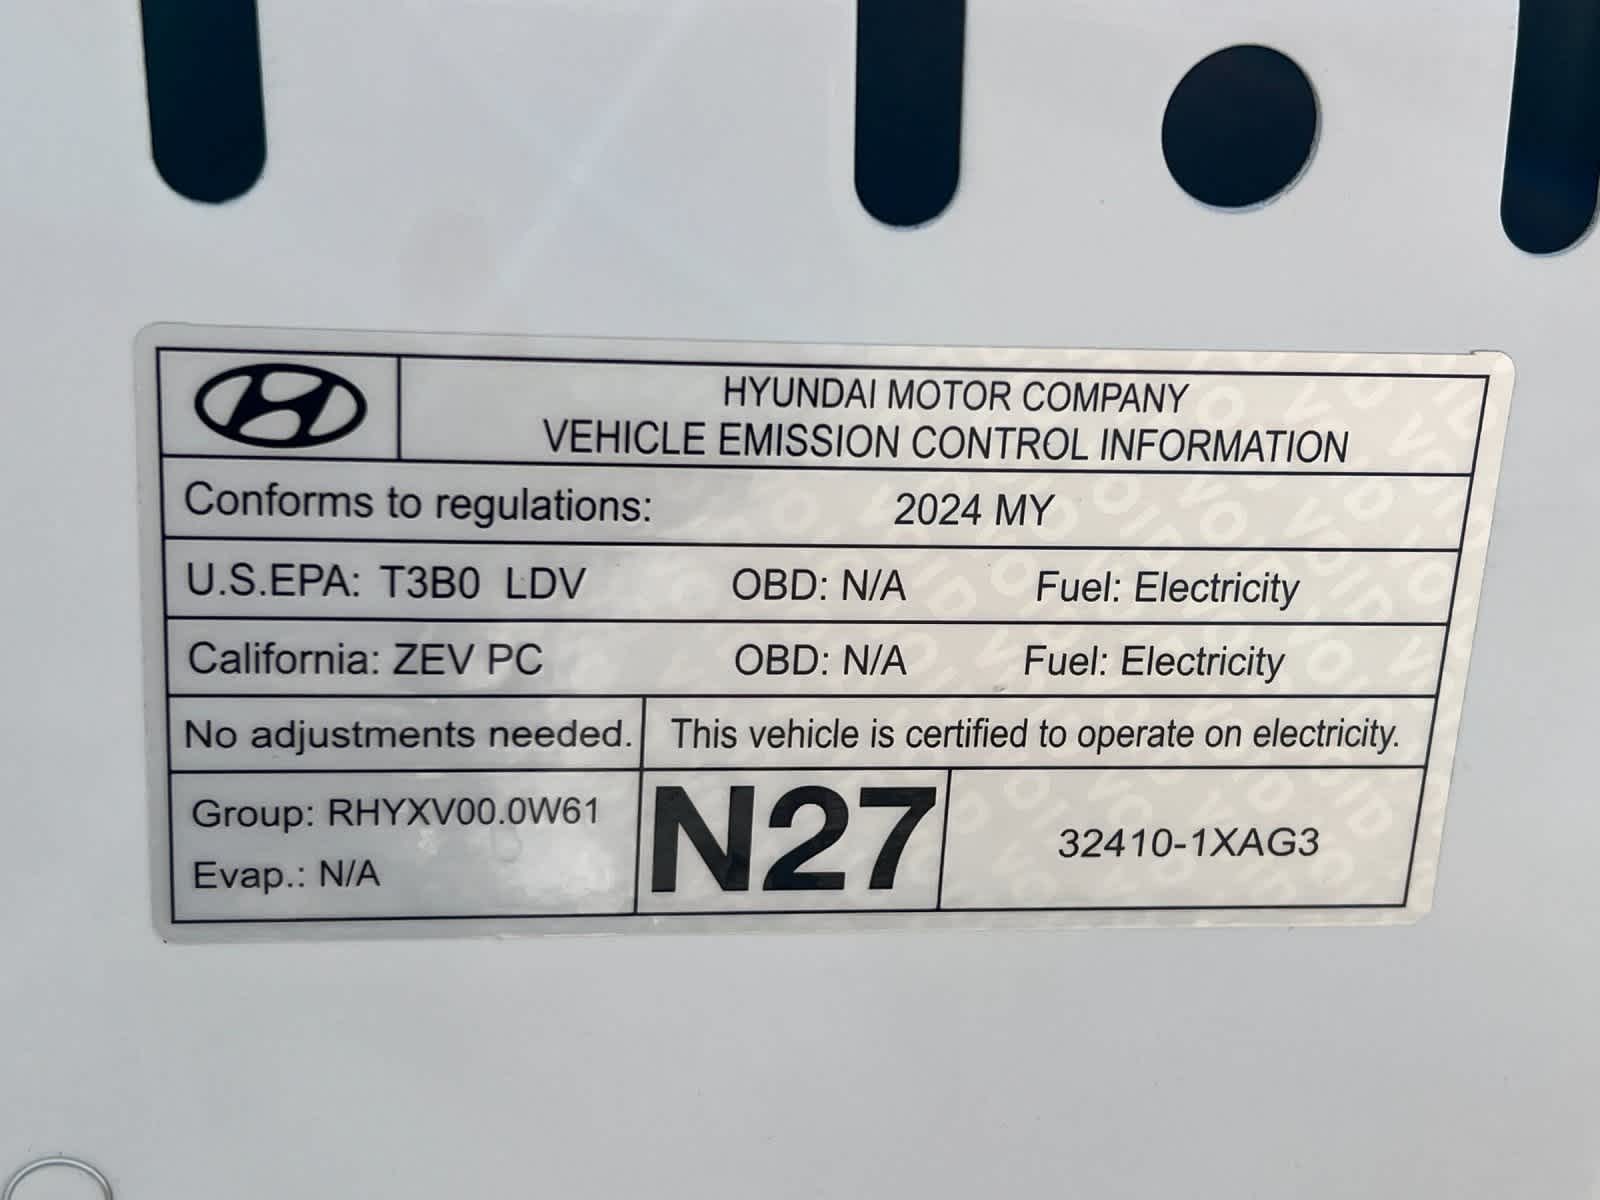 HYUNDAI MOTOR COMPANY
VEHICLE EMISSION CONTROL INFORMATION
Conforms to regulations: 2024 MY
U.S.EPA: T3B0 LDV OBD: N/A Fuel: Electricity
California: ZEV PC OBD: N/A Fuel: Electricity
No adjustments needed. This vehicle is certified to operate on electricity.
Group: RHYXV00.0W61
Evap.: N/A
N27
32410-1XAG3